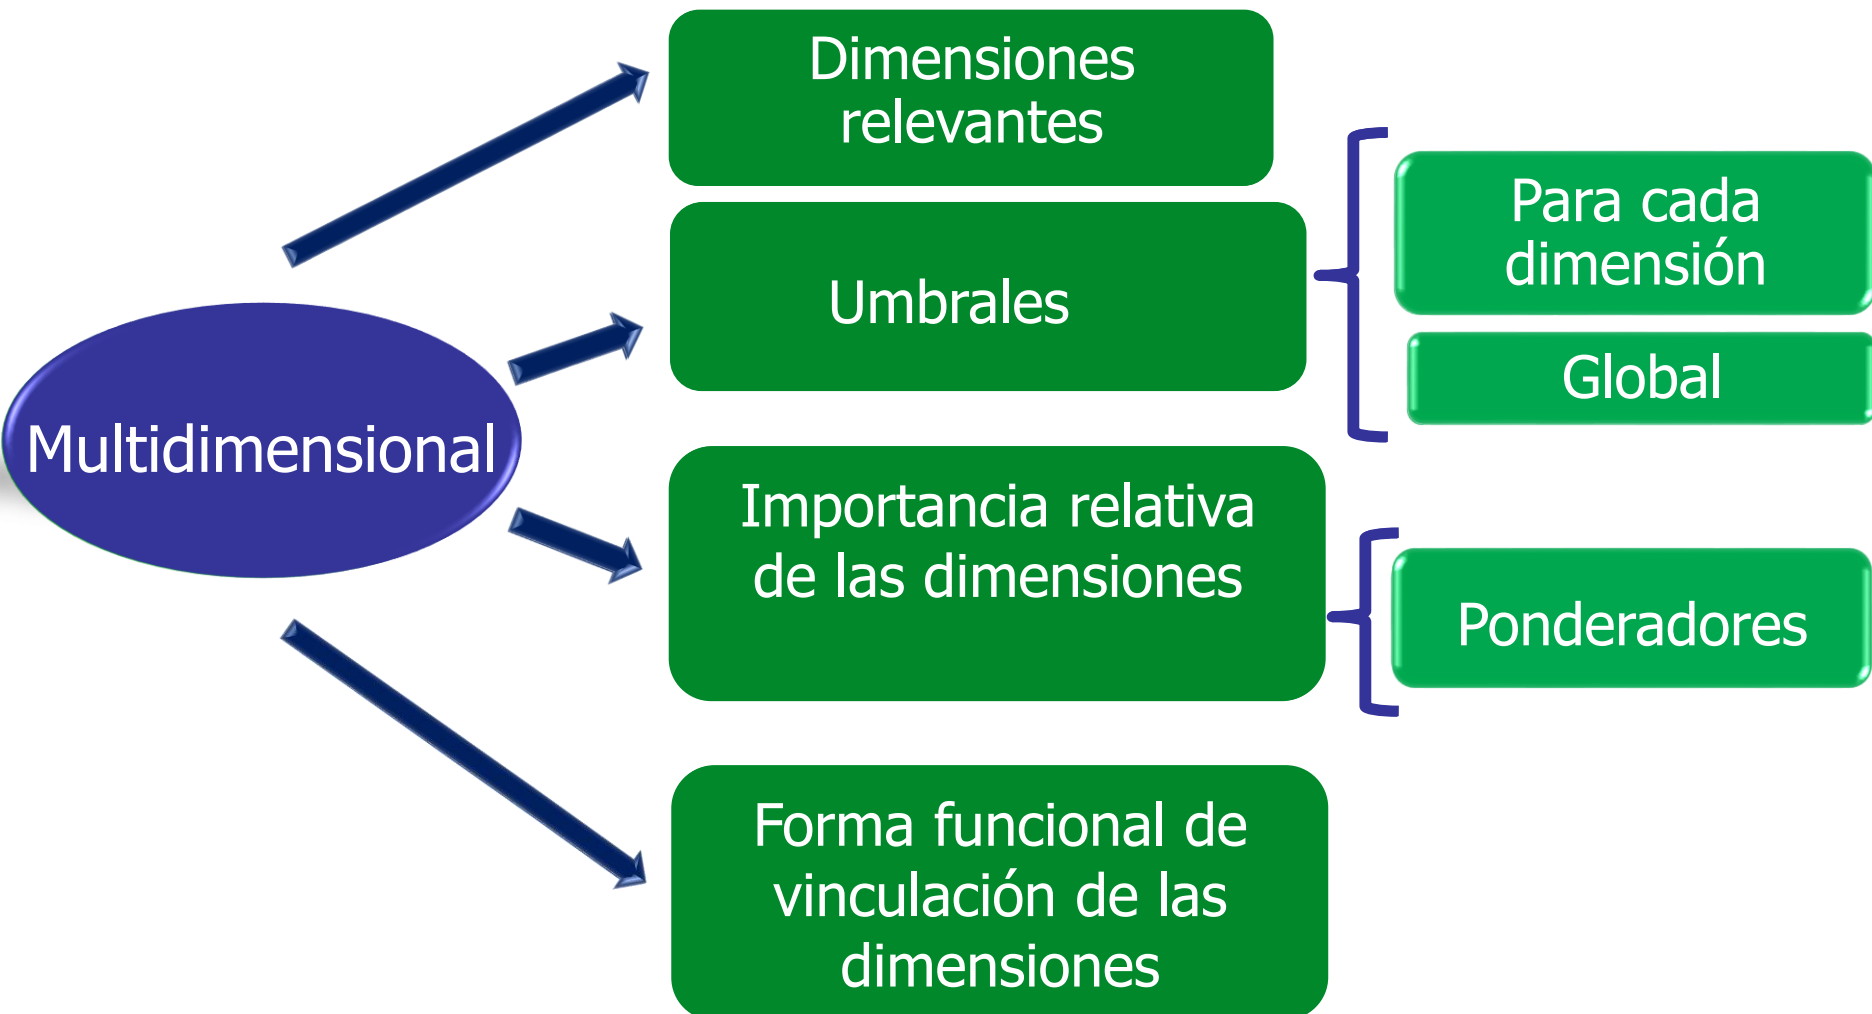 Multidimensional
Dimensiones
relevantes
Umbrales
Para cada
dimensión
Global
Importancia relativa
de las dimensiones
Ponderadores
Forma funcional de
vinculación de las
dimensiones